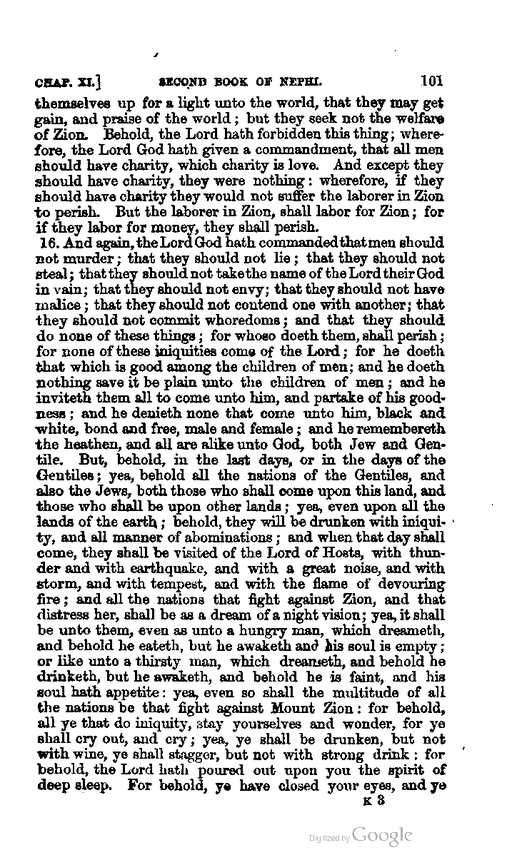 CHAP. XI.] SECOND BOOK OF NEPHI. 101
themselves up for a light unto the world, that they may get
gain, and praise of the world; but they seek not the welfare
of Zion. Behold, the Lord hath forbidden this thing; where-
fore, the Lord God hath given a commandment, that all men
should have charity, which charity is love. And except they
should have charity, they were nothing: wherefore, if they
should have charity they would not suffer the laborer in Zion
to perish. But the laborer in Zion, shall labor for Zion; for
if they labor for money, they shall perish.
16. And again, the Lord God hath commanded that men should
not murder; that they should not lie; that they should not
steal; that they should not take the name of the Lord their God
in vain; that they should not envy; that they should not have
malice; that they should not contend one with another; that
they should not commit whoredoms; and that they should
do none of these things; for whoso doeth them, shall perish;
for none of these iniquities come of the Lord; for he doeth
that which is good among the children of men; and he doeth
nothing save it be plain unto the children of men; and he
inviteth them all to come unto him, and partake of his good-
ness; and he denieth none that come unto him, black and
white, bond and free, male and female; and he remembereth
the heathen, and all are alike unto God, both Jew and Gen-
tile. But, behold, in the last days, or in the days of the
Gentiles; yea, behold all the nations of the Gentiles, and
also the Jews, both those who shall come upon this land, and
those who shall be upon other lands; yea, even upon all the
lands of the earth; behold, they will be drunken with iniqui-
ty, and all manner of abominations; and when that day shall
come, they shall be visited of the Lord of Hosts, with thun-
der and with earthquake, and with a great noise, and with
storm, and with tempest, and with the flame of devouring
fire; and all the nations that fight against Zion, and that
distress her, shall be as a dream of a night vision; yea, it shall
be unto them, even as unto a hungry man, which dreameth,
and behold he eateth, but he awaketh and his soul is empty;
or like unto a thirsty man, which dreameth, and behold he
drinketh, but he awaketh, and behold he is faint, and his
soul hath appetite: yea, even so shall the multitude of all
the nations be that fight against Mount Zion: for behold,
all ye that do iniquity, stay yourselves and wonder, for ye
shall cry out, and cry; yea, ye shall be drunken, but not
with wine, ye shall stagger, but not with strong drink: for
behold, the Lord hath poured out upon you the spirit of
deep sleep. For behold, ye have closed your eyes, and ye
K 3
Digitized by Google